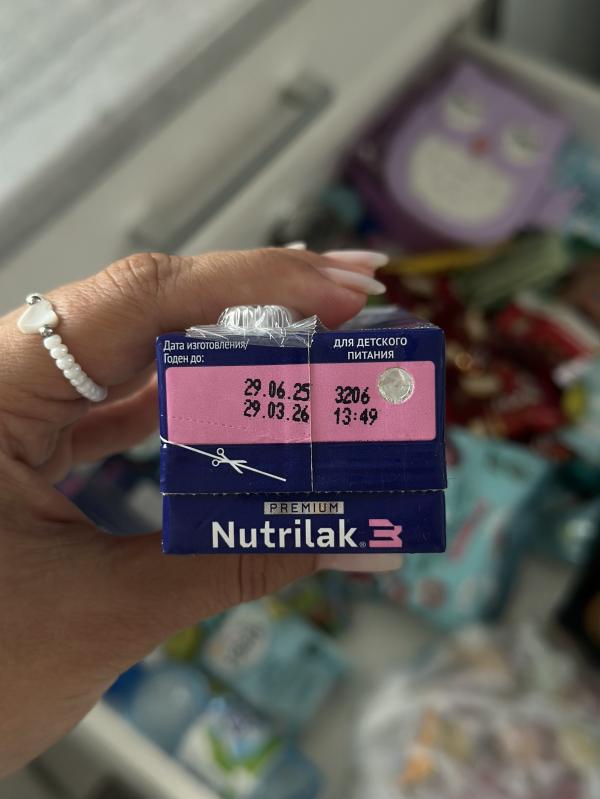 Дата изготовления/
Годен до:
ДЛЯ ДЕТСКОГО
ПИТАНИЯ
29.06.25 3206
29.03.26 13:49
PREMIUM
Nutrilak® 3